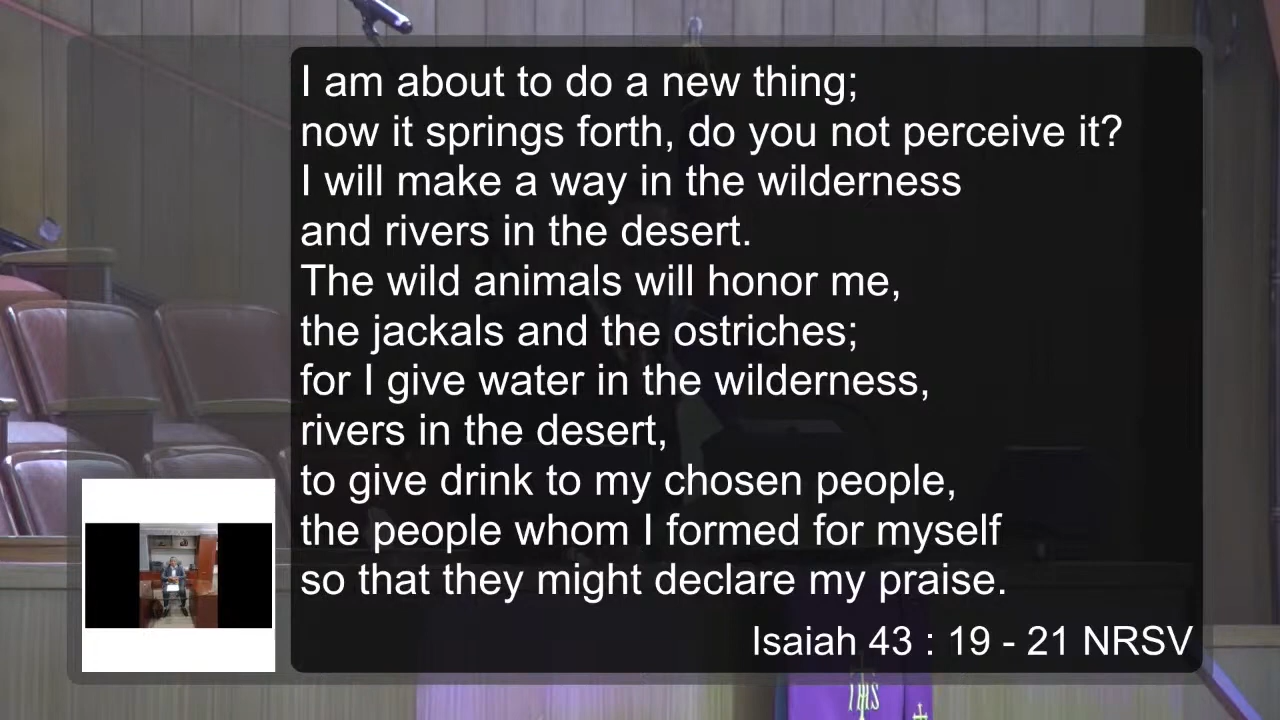 I am about to do a new thing;
now it springs forth, do you not perceive it?
I will make a way in the wilderness
and rivers in the desert.
The wild animals will honor me,
the jackals and the ostriches;
for I give water in the wilderness,
rivers in the desert,
to give drink to my chosen people,
the people whom I formed for myself
so that they might declare my praise.
Isaiah 43 : 19 - 21 NRSV
IHS